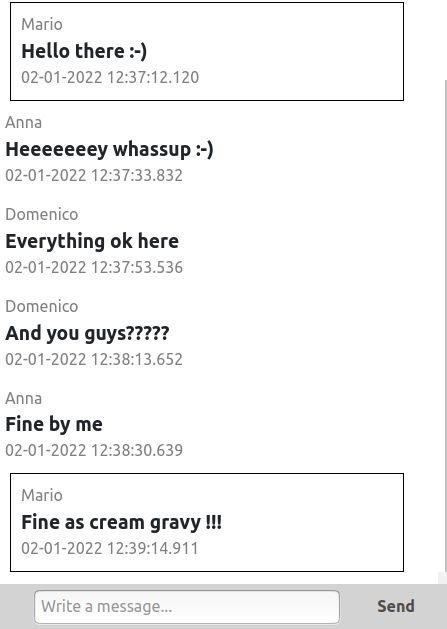 Mario
Hello there :-)
02-01-2022 12:37:12.120
Anna
Heeeeeeey whassup :-)
02-01-2022 12:37:33.832
Domenico
Everything ok here
02-01-2022 12:37:53.536
Domenico
And you guys?????
02-01-2022 12:38:13.652
Anna
Fine by me
02-01-2022 12:38:30.639
Mario
Fine as cream gravy !!!
02-01-2022 12:39:14.911
Write a message... Send